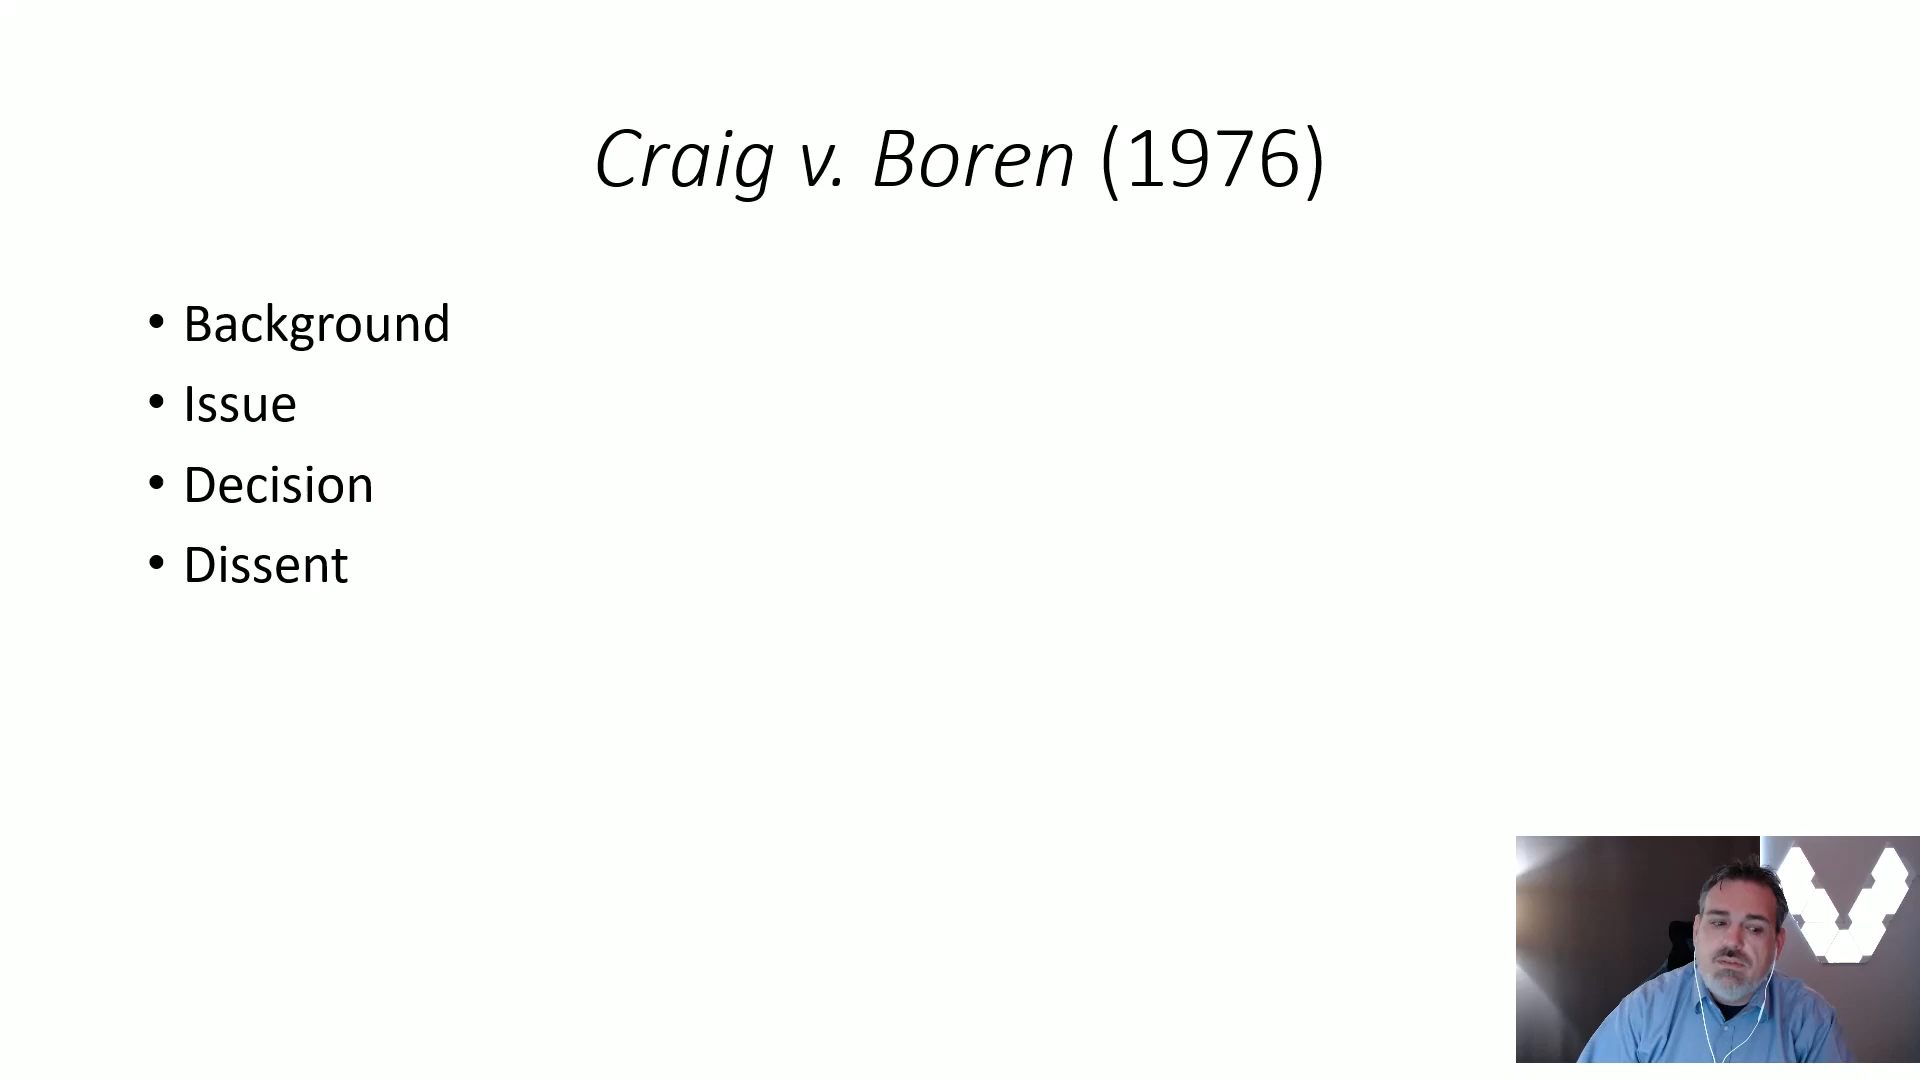 Craig v. Boren (1976)
• Background
• Issue
• Decision
• Dissent